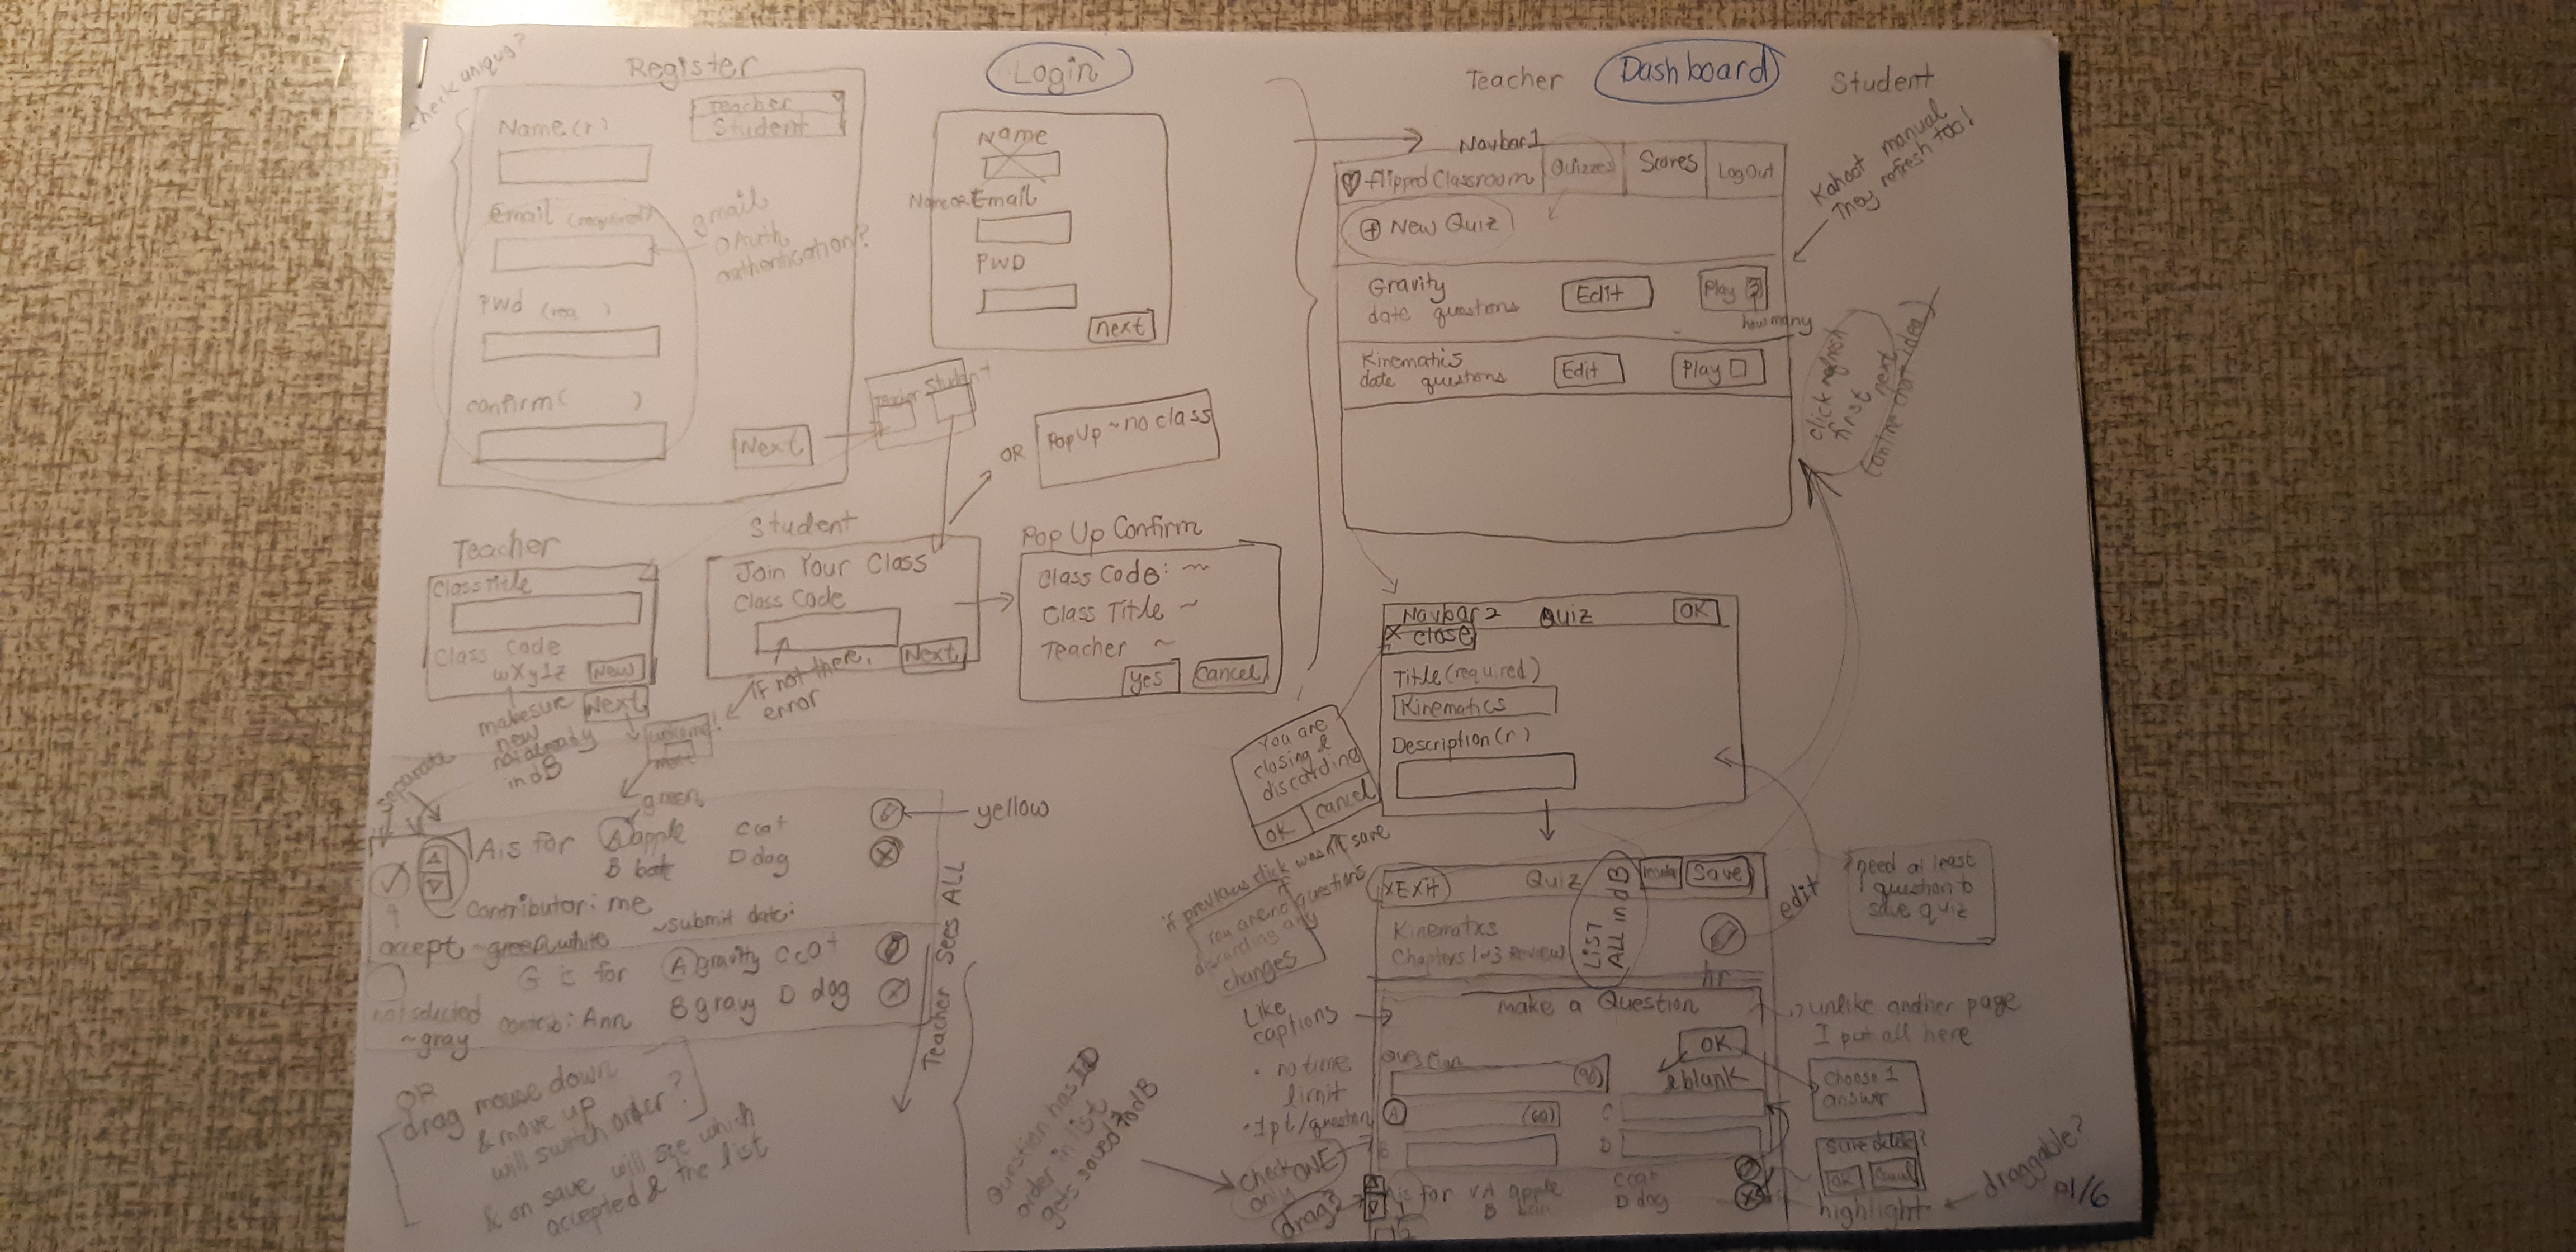 check unique?
Register
Teacher
Student
Name (r)
Email (required)
gmail
OAuth
authentication?
Pwd (req )
confirm ( )
Next
Teacher Student
Login
Name
Name or Email
PWD
next
OR
Pop Up ~ no class
Teacher
Class Title
Class Code
wXy1z
New
Next
make sure
new
not already
in dB
welcome!
Student
Join Your Class
Class Code
Next
if not there,
error
Pop Up Confirm
Class Code: ~
Class Title ~
Teacher ~
yes
Cancel
Teacher
Dashboard
Student
Navbar1
Flipped Classroom
Quizzes
Scores
Log Out
+ New Quiz
Gravity
date questions
Edit
Play 3
how many
Kinematics
date questions
Edit
Play
Kahoot manual
They refresh too!
click refresh
first
next
(online idea)
Navbar2
Quiz
OK
X close
Title (required)
Kinematics
Description (r)
You are
closing &
discarding
OK
Cancel
if previous click wasn't save
You are no questions
discarding any
changes
X Exit
Quiz
Save
Kinematics
Chapters 1-3 Review
LIST
ALL in dB
edit
hr
need at least
question to
save quiz
make a Question
unlike another page
I put all here
OK
blank
Choose 1
answer
Question
(96)
A
(60)
C
B
D
Sure delete?
OK
Cancel
A is for A apple
C cat
B
D dog
highlight
draggable?
p1/6
Like
captions
• no time
limit
• 1pt/question
check ONE
only
drag?
Question has ID
order in list
gets saved to dB
separate
green
A is for
A apple
B bat
C cat
D dog
yellow
Contributor: me
~submit date:
accept ~green, white
G is for
A gravity
C cat
B gravy
D dog
not selected
~gray
contrib: Ann
Teacher Sees ALL
OR
drag mouse down
& move up
will switch order?
& on save will see which
accepted & the list